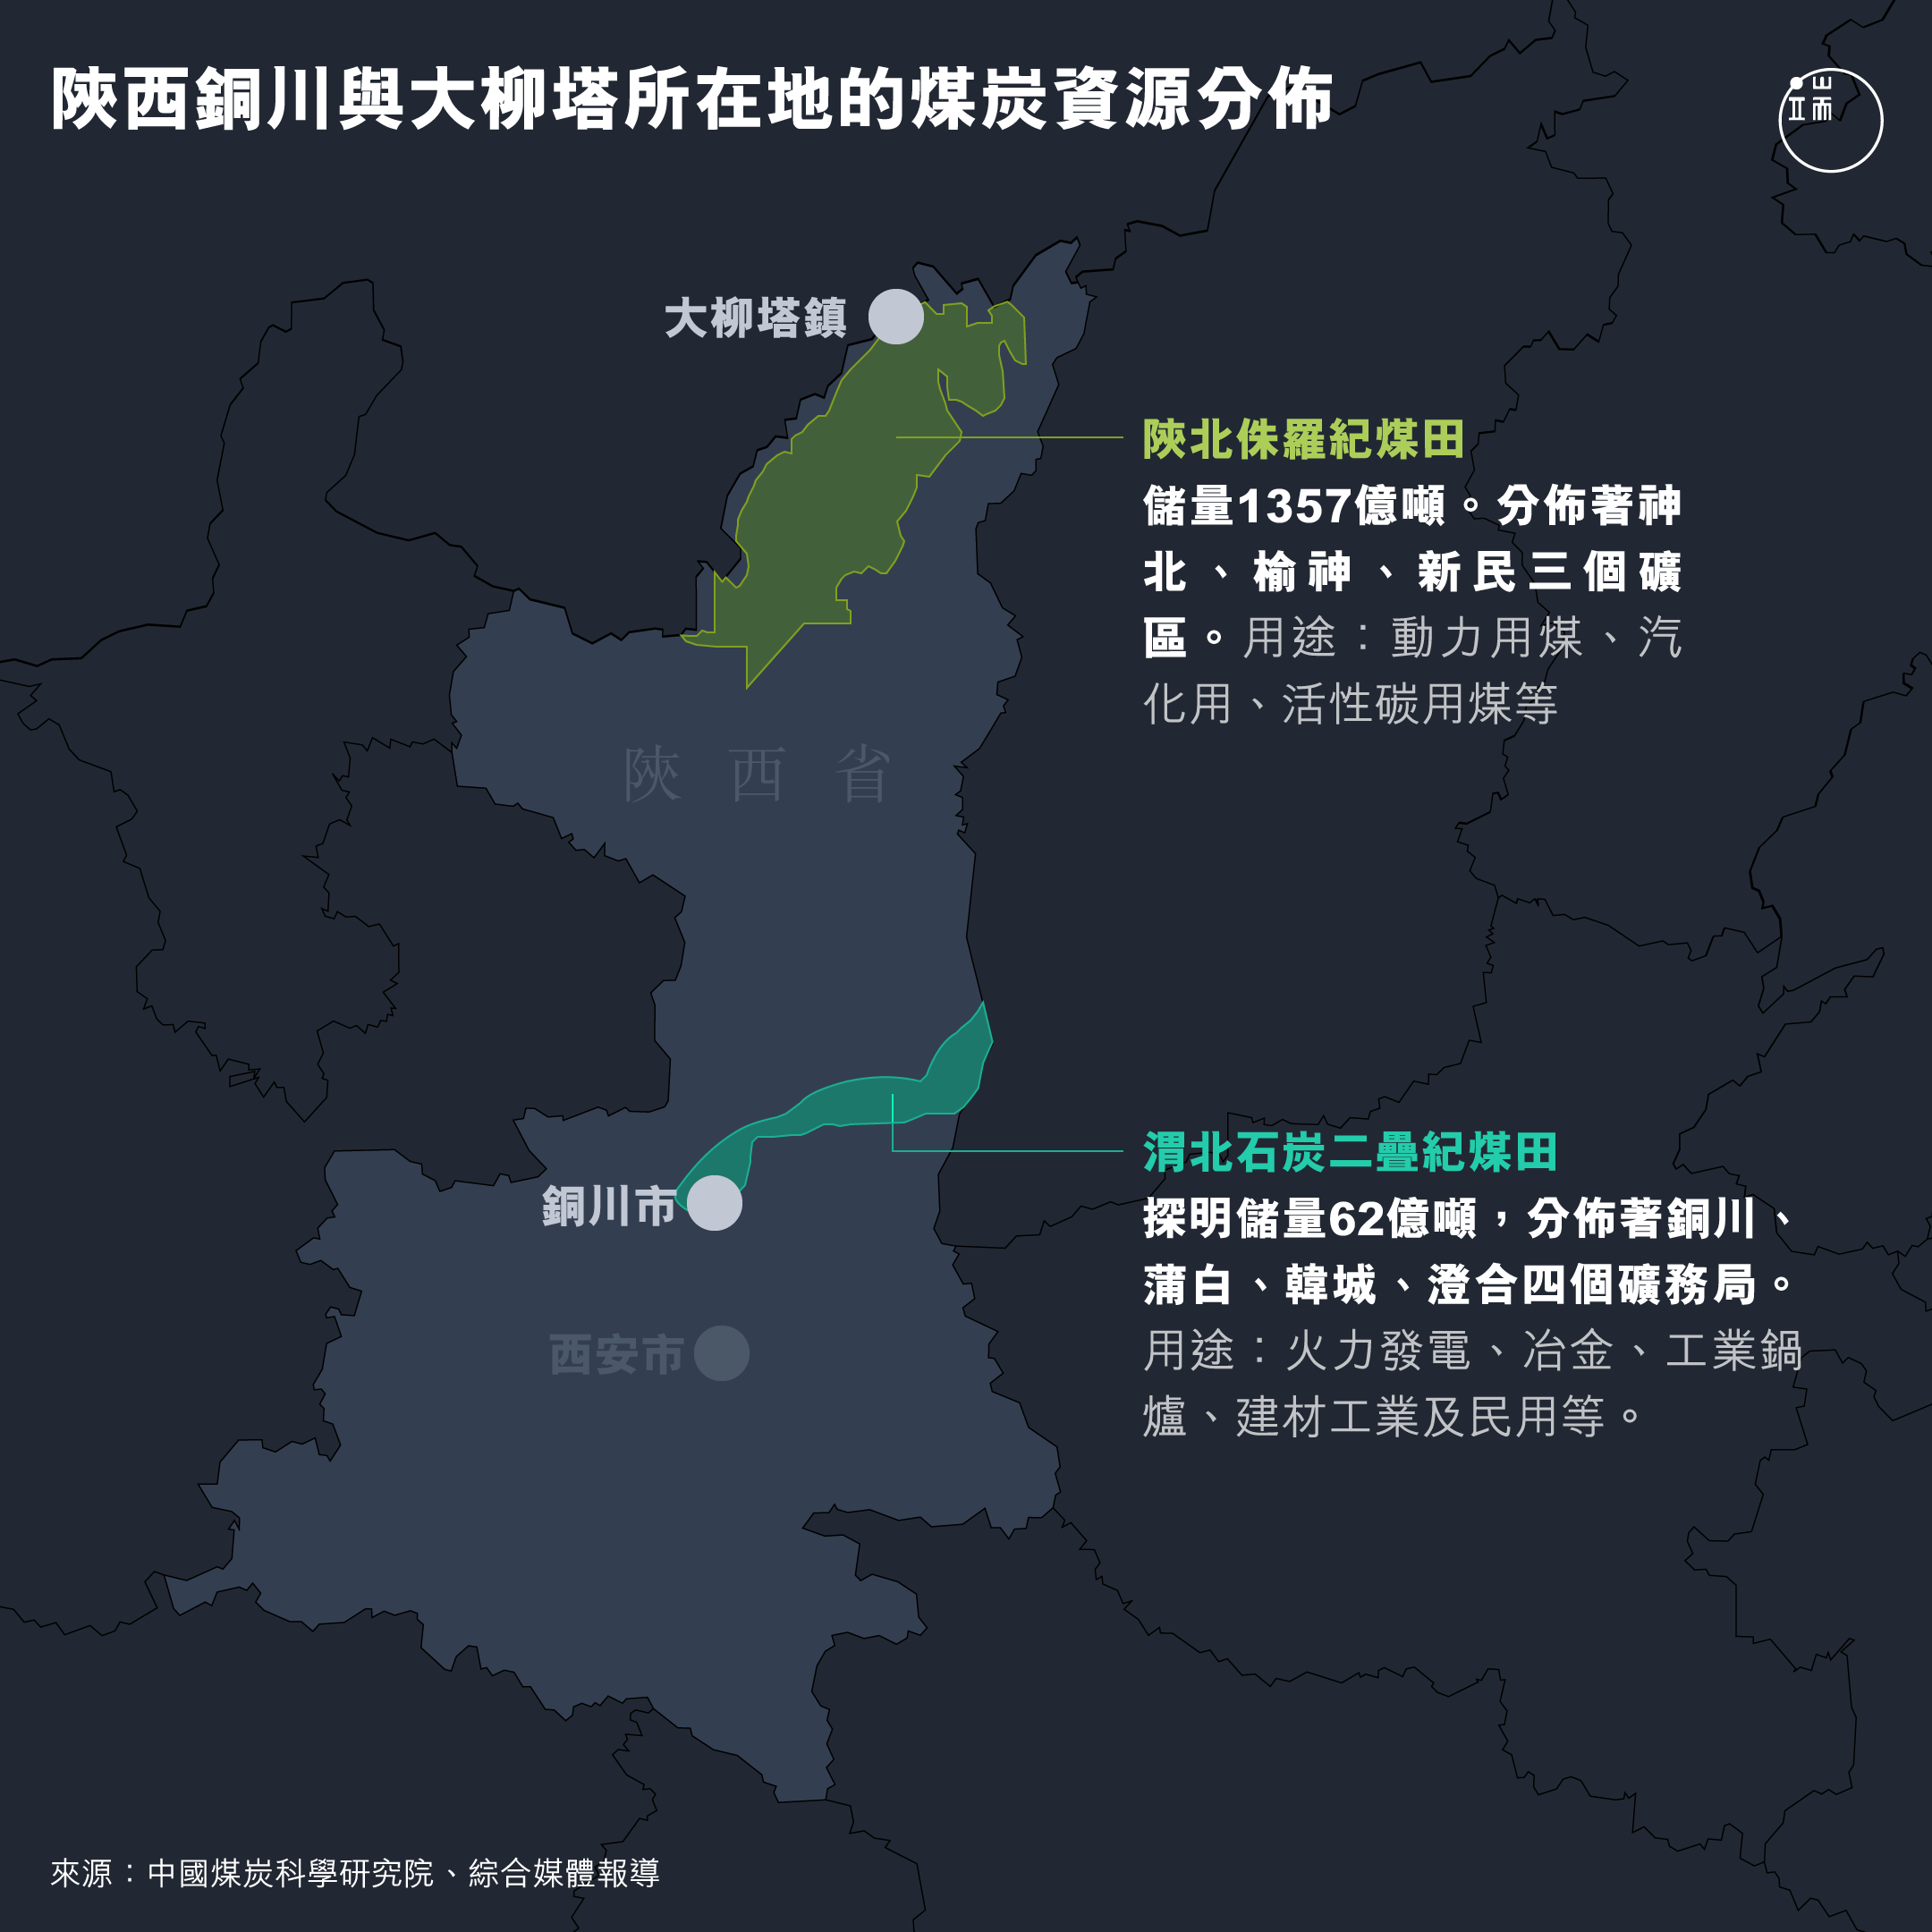 陝西銅川與大柳塔所在地的煤炭資源分佈
端
亞
大柳塔鎮
陝北侏羅紀煤田
儲量1357億噸。分佈著神
北、榆神、新民三個礦
區。用途：動力用煤、汽
化用、活性碳用煤等
陝西省
渭北石炭二疊紀煤田
銅川市
探明儲量62億噸，分佈著銅川、
蒲白、韓城、澄合四個礦務局。
西安市
用途：火力發電、冶金、工業鍋
爐、建材工業及民用等。
來源：中國煤炭科學研究院、綜合媒體報導